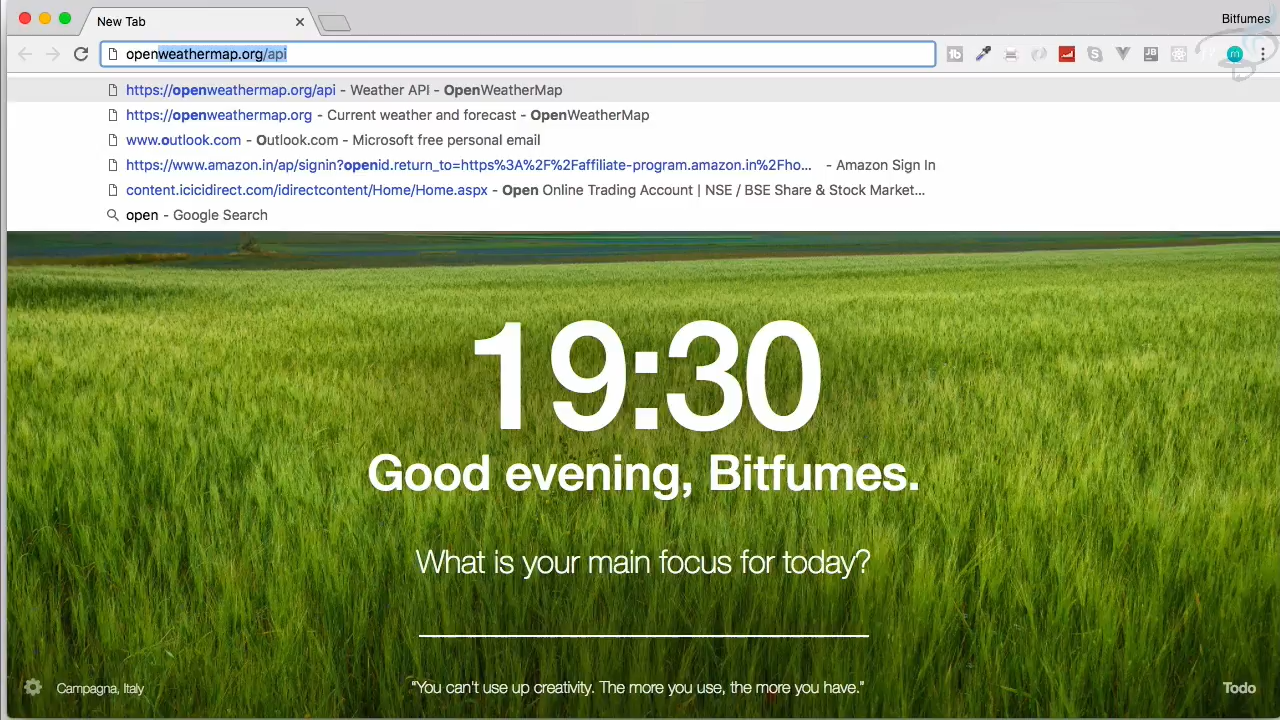 New Tab
Bitfumes
openweathermap.org/api
https://openweathermap.org/api - Weather API - OpenWeatherMap
https://openweathermap.org - Current weather and forecast - OpenWeatherMap
www.outlook.com - Outlook.com - Microsoft free personal email
https://www.amazon.in/ap/signin?openid.return_to=https%3A%2F%2Faffiliate-program.amazon.in%2Fho... - Amazon Sign In
content.icicidirect.com/idirectcontent/Home/Home.aspx - Open Online Trading Account | NSE / BSE Share & Stock Market...
open - Google Search
19:30
Good evening, Bitfumes.
What is your main focus for today?
Campagna, Italy
“You can't use up creativity. The more you use, the more you have.”
Todo